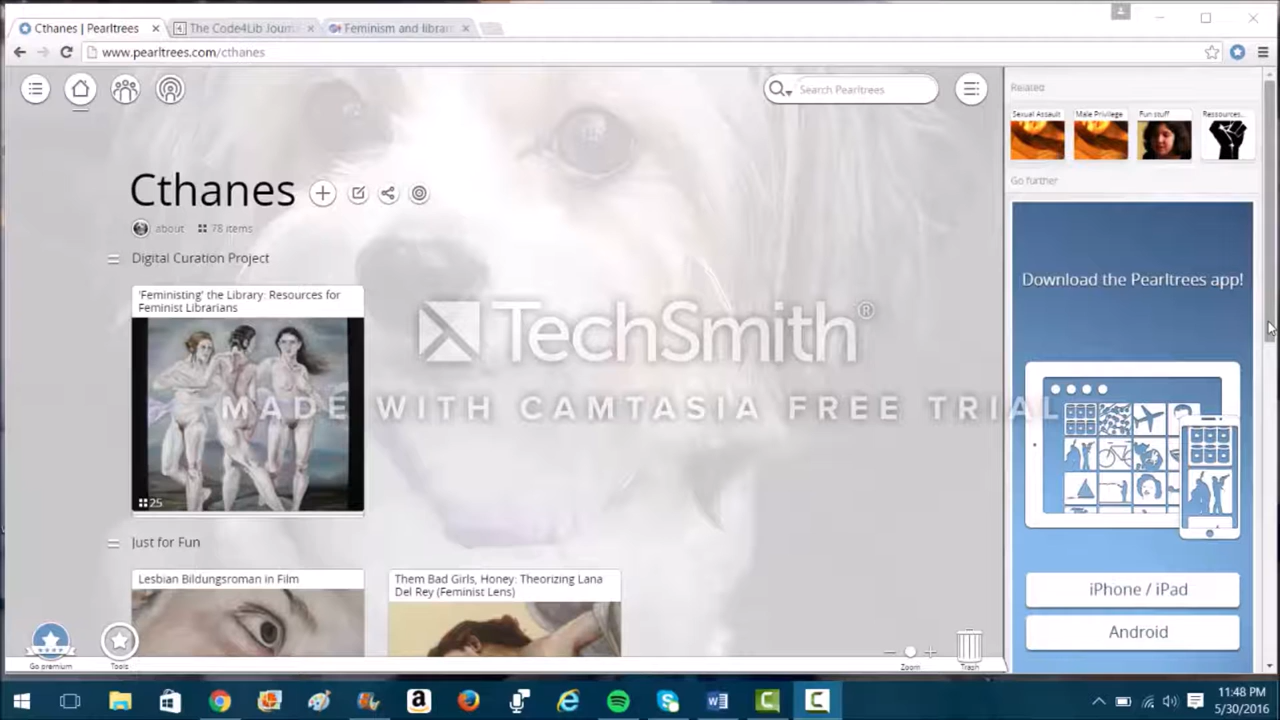 Cthanes | Pearltrees
The Code4Lib Journ
Feminism and librar
www.pearltrees.com/cthanes
Search Pearltrees
Related
Sexual Assault
Male Privilege
Fun stuff
Ressources...
Go further
Cthanes
about
78 items
Digital Curation Project
'Feministing' the Library: Resources for
Feminist Librarians
25
TechSmith®
MADE WITH CAMTASIA FREE TRIAL
Download the Pearltrees app!
Just for Fun
Lesbian Bildungsroman in Film
Them Bad Girls, Honey: Theorizing Lana
Del Rey (Feminist Lens)
iPhone / iPad
Android
Go premium
Tools
Zoom
Trash
11:48 PM
5/30/2016